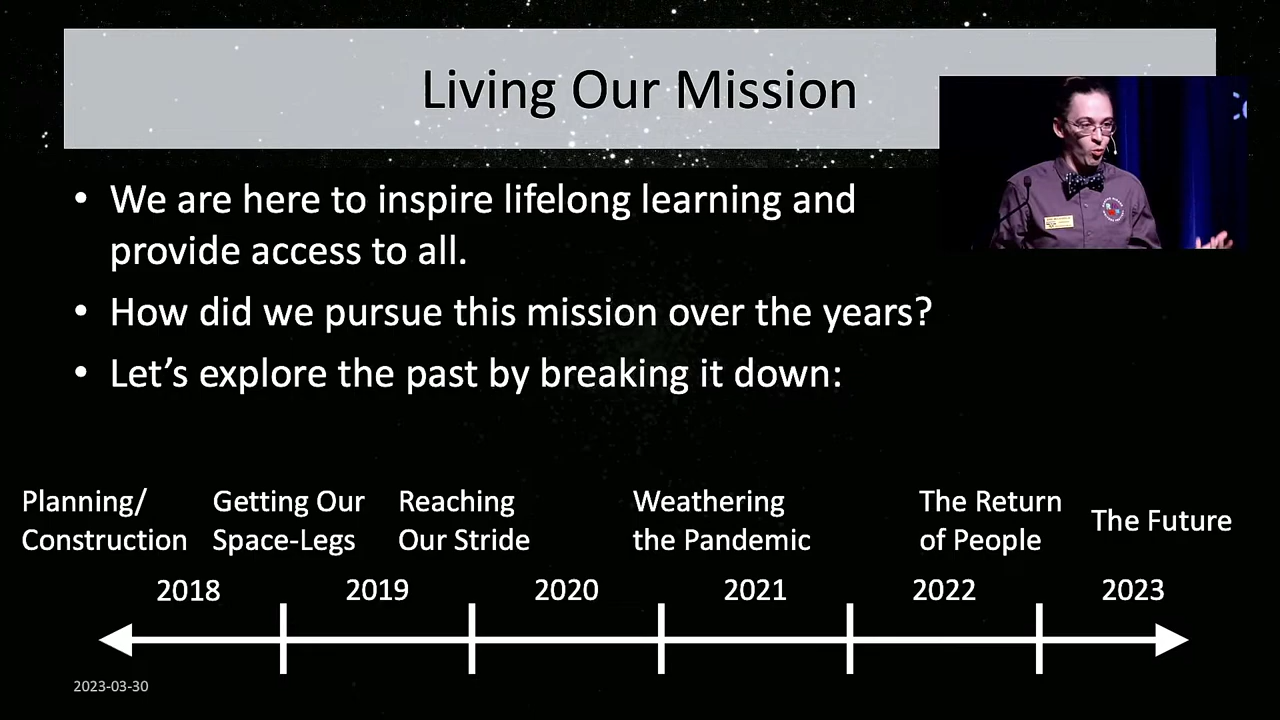 Living Our Mission
• We are here to inspire lifelong learning and
provide access to all.
• How did we pursue this mission over the years?
• Let’s explore the past by breaking it down:
Planning/
Construction
Getting Our
Space-Legs
Reaching
Our Stride
Weathering
the Pandemic
The Return
of People
The Future
2018
2019
2020
2021
2022
2023
2023-03-30